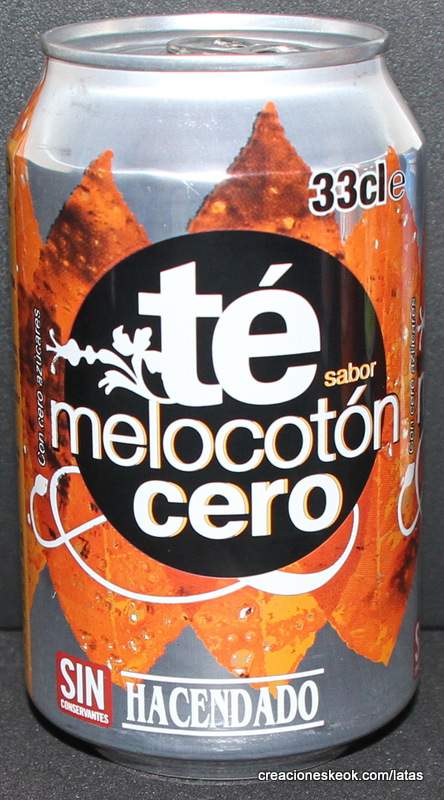 33cl e
té
sabor
melocotón
cero
Con cero azúcares
Con cero azúcares
SIN
CONSERVANTES
HACENDADO
creacioneskeok.com/latas